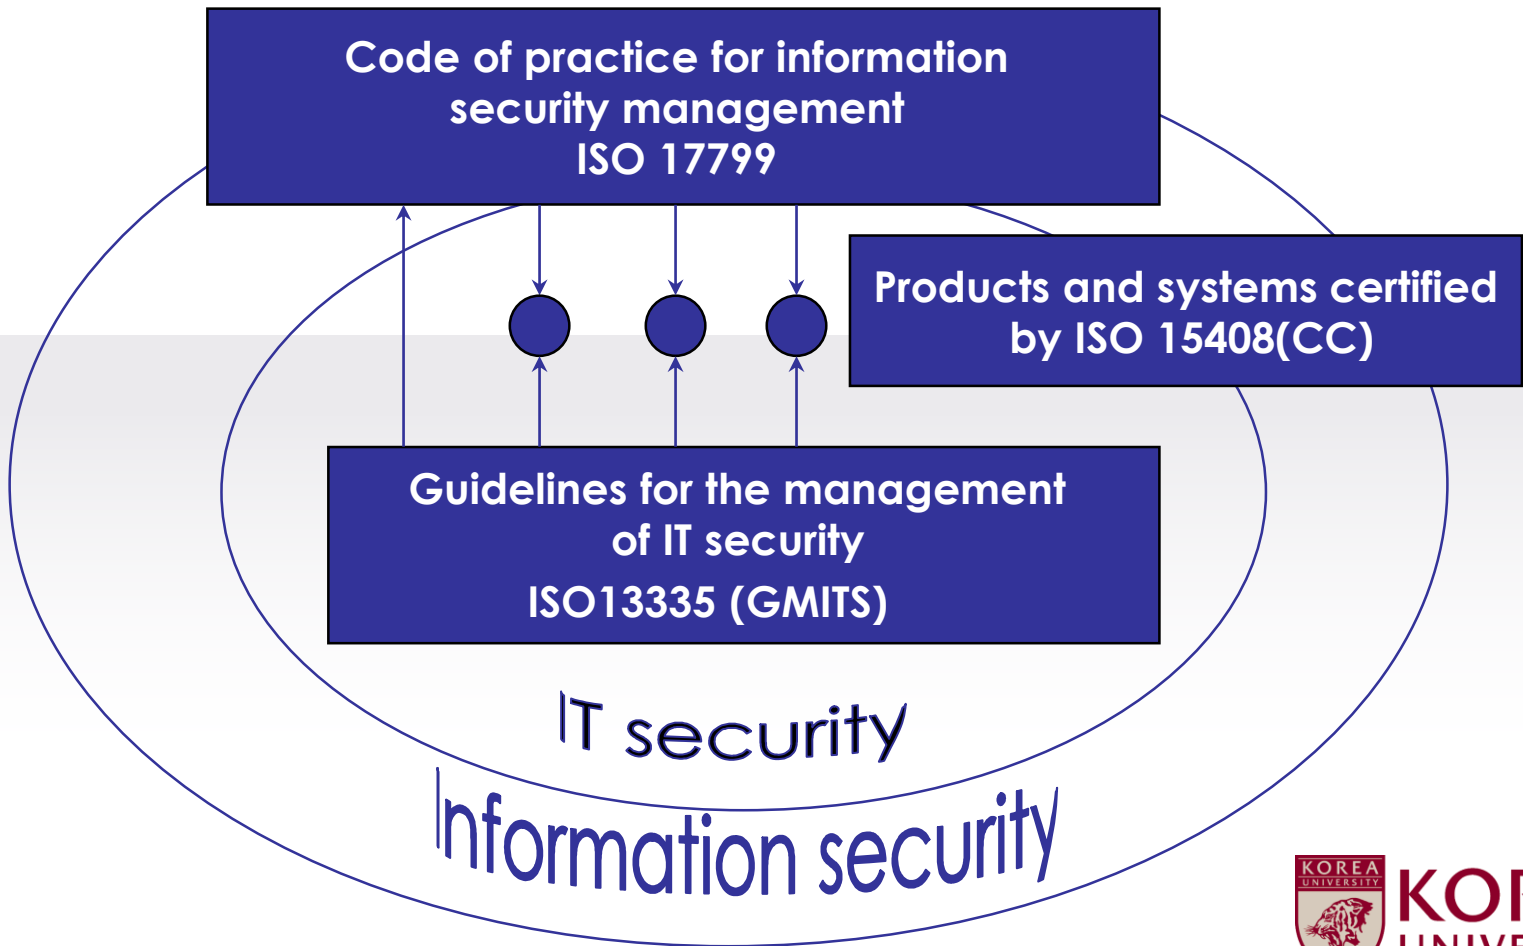 Code of practice for information
security management
ISO 17799
Products and systems certified
by ISO 15408(CC)
Guidelines for the management
of IT security
ISO13335 (GMITS)
IT security
Information security
KOREA
UNIVERSITY